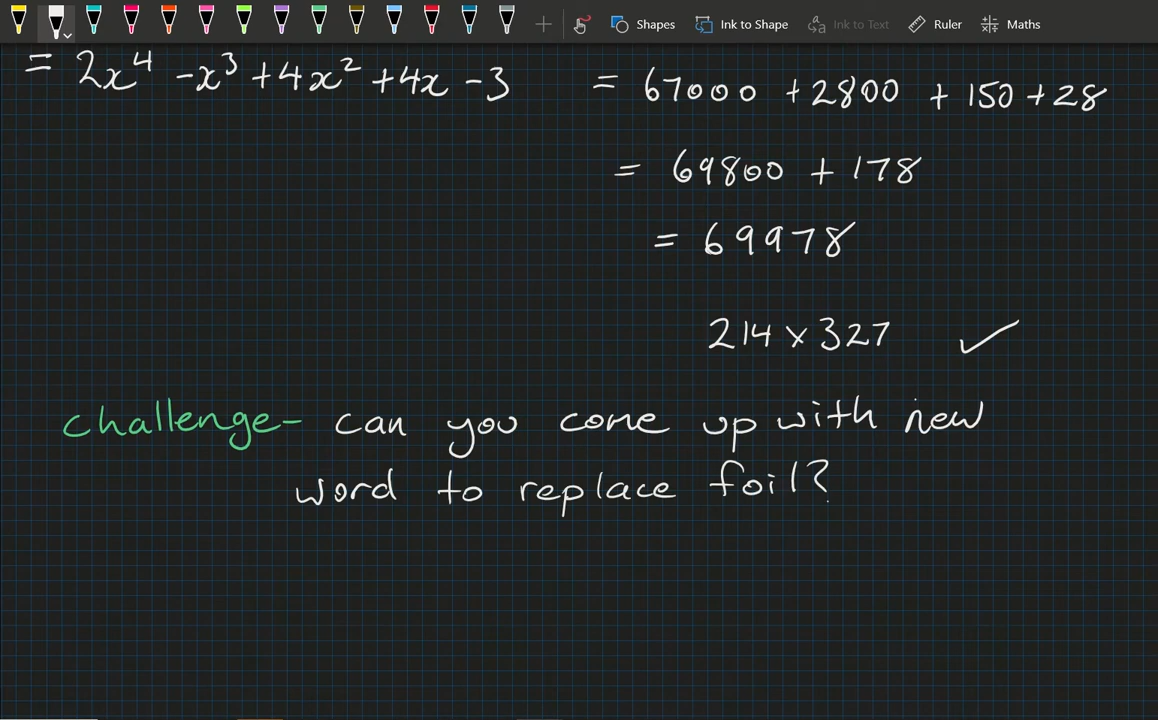 Shapes Ink to Shape Ink to Text Ruler Maths
= 2x⁴ -x³ +4x² +4x -3
= 67000 +2800 + 150 +28
= 69800 + 178
= 69978
214 x 327 ✓
challenge- can you come up with new
word to replace foil?